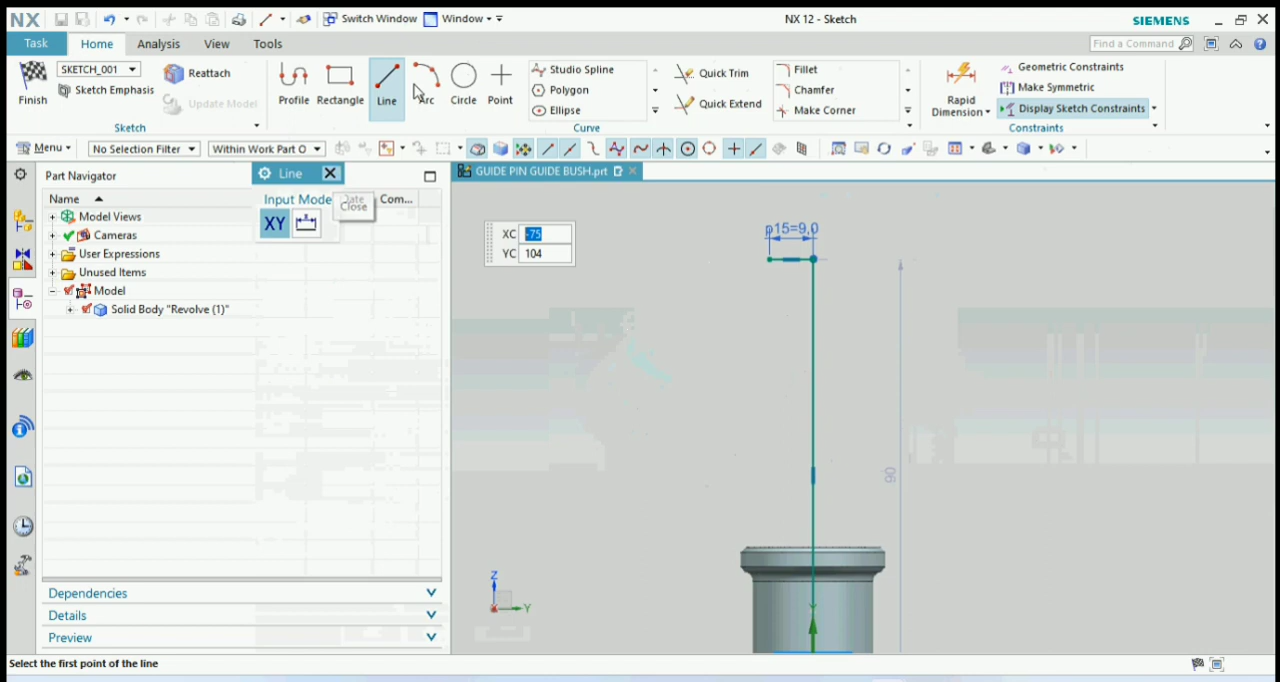 NX Switch Window Window NX 12 - Sketch SIEMENS
Task Home Analysis View Tools Find a Command
Finish SKETCH_001 Reattach Profile Rectangle Line Arc Circle Point Studio Spline Quick Trim Fillet Rapid Dimension Geometric Constraints
Sketch Emphasis Update Model Polygon Quick Extend Chamfer Make Symmetric
Ellipse Make Corner Display Sketch Constraints
Sketch Curve Constraints
Menu No Selection Filter Within Work Part O
Part Navigator Line GUIDE PIN GUIDE BUSH.prt
Name Input Mode Close Com...
XY
Model Views
Cameras
User Expressions
Unused Items
Model
Solid Body "Revolve (1)"
XC -75
YC 104
p15=9,0
90
Z
Y
Y
Dependencies
Details
Preview
Select the first point of the line